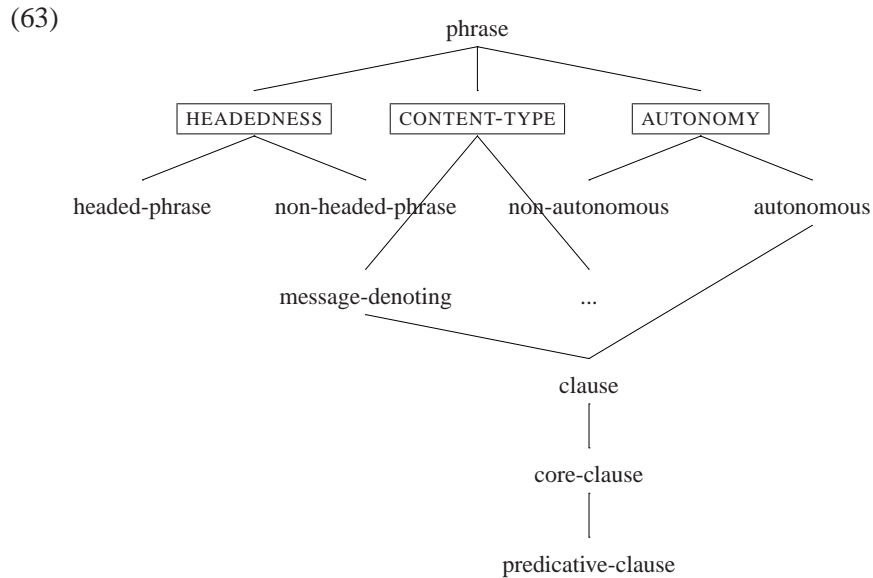 (63)
phrase
HEADEDNESS CONTENT-TYPE AUTONOMY
headed-phrase non-headed-phrase non-autonomous autonomous
message-denoting ...
clause
core-clause
predicative-clause